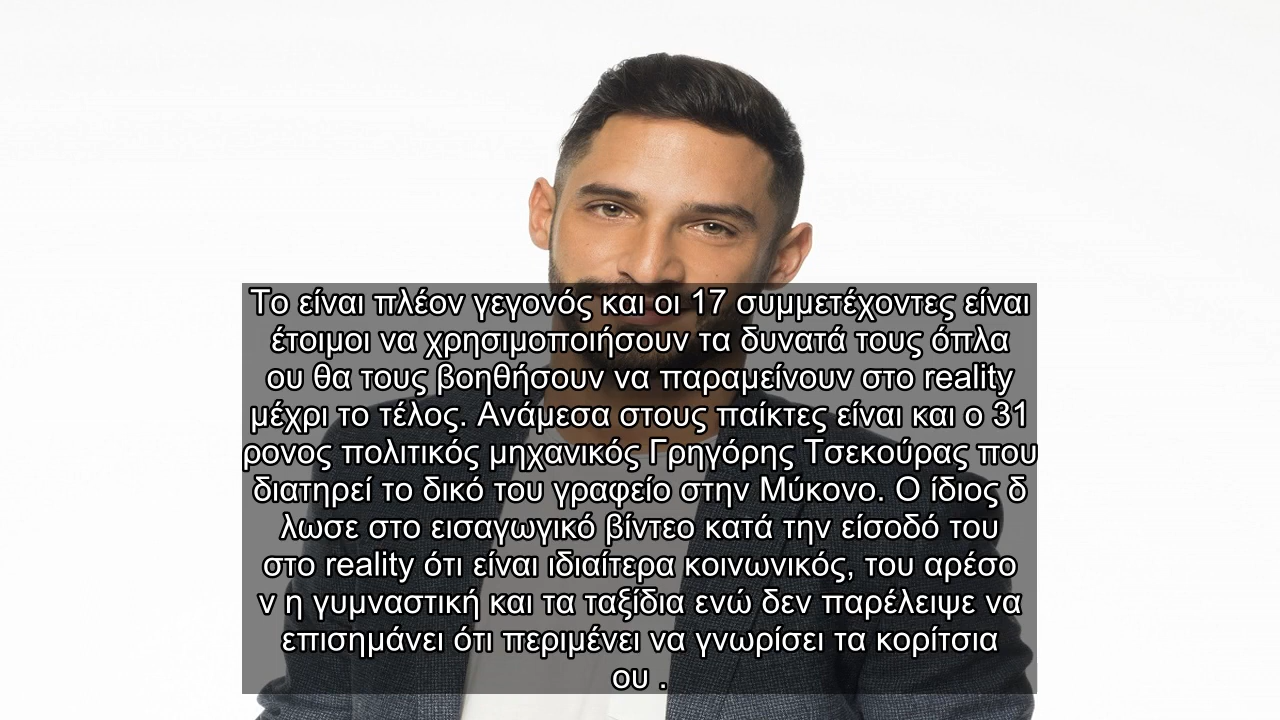 Το είναι πλέον γεγονός και οι 17 συμμετέχοντες είναι
έτοιμοι να χρησιμοποιήσουν τα δυνατά τους όπλα
ου θα τους βοηθήσουν να παραμείνουν στο reality
μέχρι το τέλος. Ανάμεσα στους παίκτες είναι και ο 31
ρονος πολιτικός μηχανικός Γρηγόρης Τσεκούρας που
διατηρεί το δικό του γραφείο στην Μύκονο. Ο ίδιος δ
λωσε στο εισαγωγικό βίντεο κατά την είσοδό του
στο reality ότι είναι ιδιαίτερα κοινωνικός, του αρέσο
ν η γυμναστική και τα ταξίδια ενώ δεν παρέλειψε να
επισημάνει ότι περιμένει να γνωρίσει τα κορίτσια
ου .